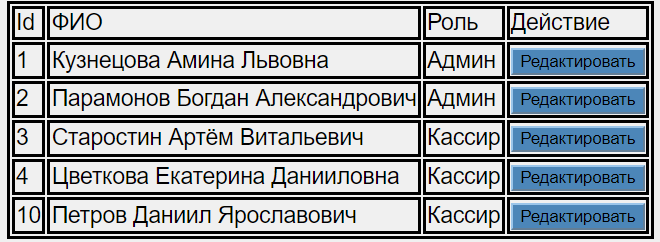 Id ФИО Роль Действие
1 Кузнецова Амина Львовна Админ Редактировать
2 Парамонов Богдан Александрович Админ Редактировать
3 Старостин Артём Витальевич Кассир Редактировать
4 Цветкова Екатерина Данииловна Кассир Редактировать
10 Петров Даниил Ярославович Кассир Редактировать